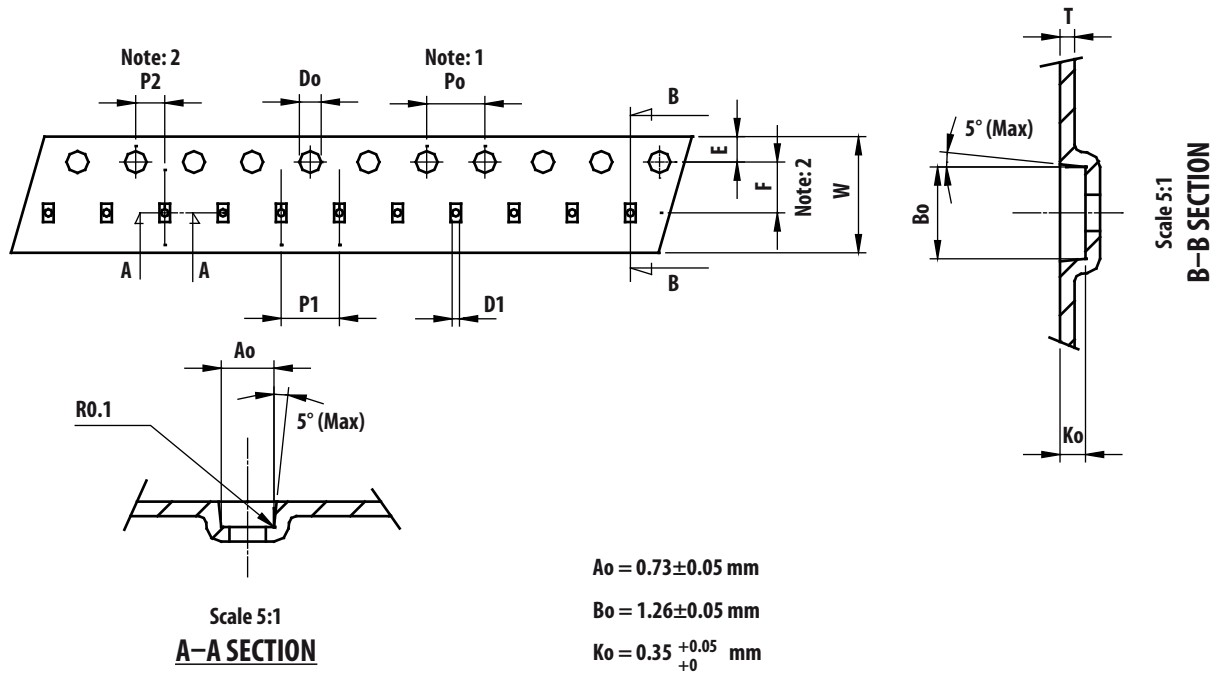 T
Note: 2
P2
Do
Note: 1
Po
B
E
F
Note: 2
W
5° (Max)
Bo
Scale 5:1
B–B SECTION
A
A
B
P1
D1
Ao
R0.1
5° (Max)
Ko
Scale 5:1
A–A SECTION
Ao = 0.73±0.05 mm
Bo = 1.26±0.05 mm
Ko = 0.35 +0.05 +0 mm